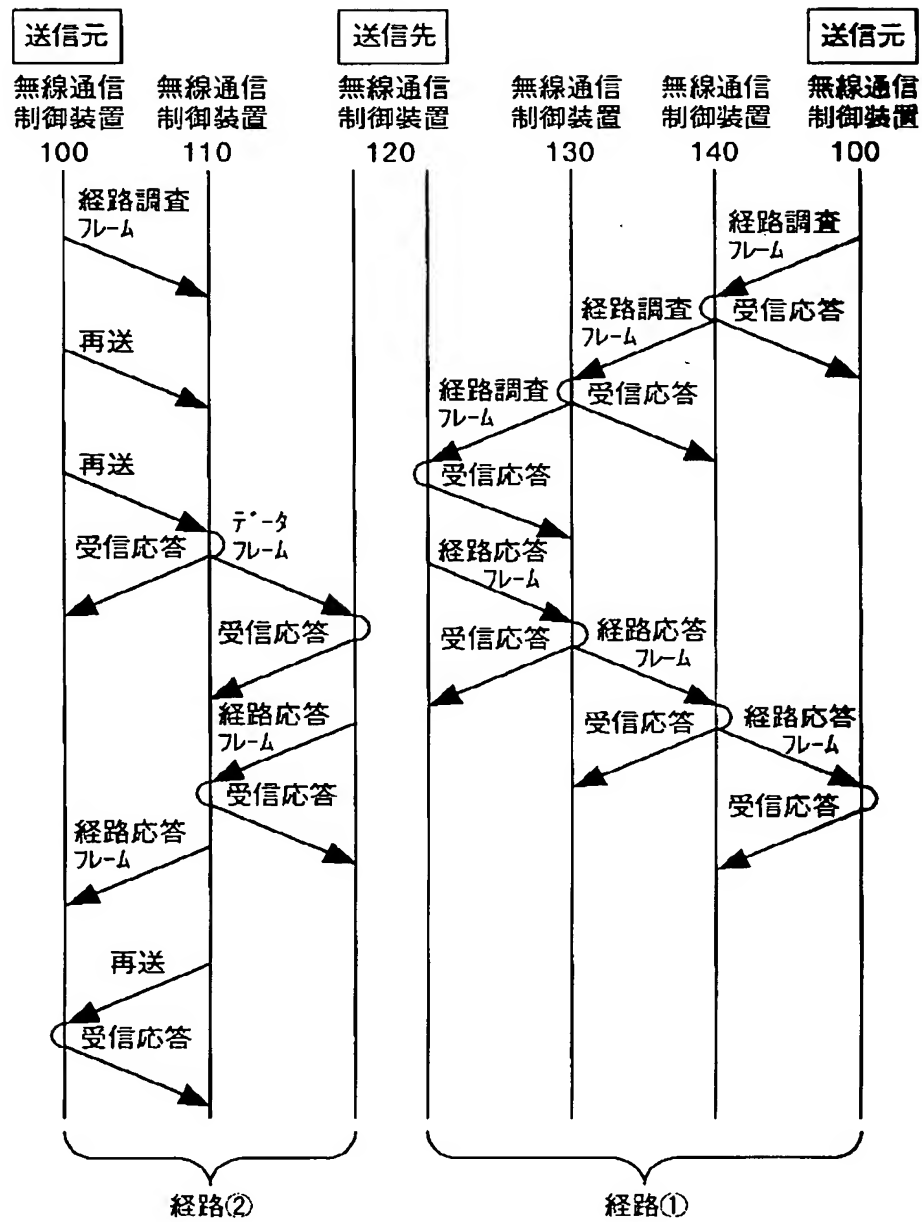 送信元
送信先
送信元
無線通信
制御装置
100
無線通信
制御装置
110
無線通信
制御装置
120
無線通信
制御装置
130
無線通信
制御装置
140
無線通信
制御装置
100
経路調査
フレーム
再送
再送
受信応答
データ
フレーム
受信応答
経路応答
フレーム
受信応答
経路応答
フレーム
再送
受信応答
経路②
経路調査
フレーム
受信応答
経路調査
フレーム
受信応答
経路調査
フレーム
受信応答
経路応答
フレーム
受信応答
経路応答
フレーム
受信応答
経路応答
フレーム
受信応答
経路①